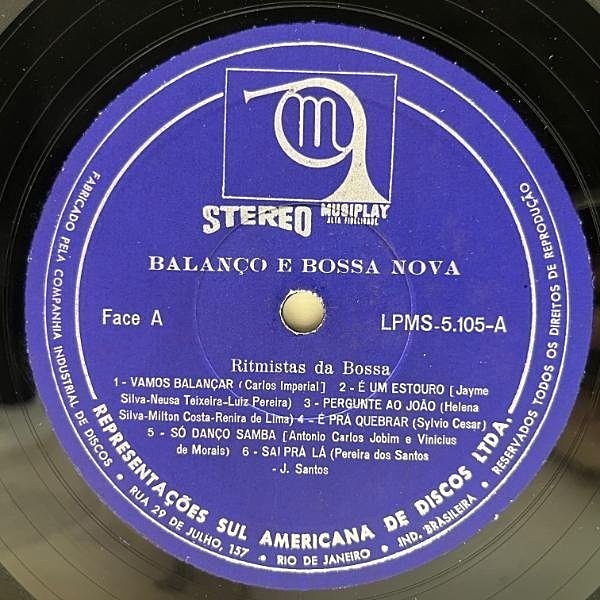 m
STEREO MUSIPLAY
ALTA FIDELIDADE
BALANÇO E BOSSA NOVA
Face A
LPMS-5.105-A
Ritmistas da Bossa
1 - VAMOS BALANÇAR (Carlos Imperial] 2 - É UM ESTOURO [Jayme
Silva-Neusa Teixeira-Luiz Pereira) 3 - PERGUNTE AO JOÃO (Helena
Silva-Milton Costa-Renira de Lima) 4 - É PRÁ QUEBRAR (Sylvio Cesar)
5 - SÓ DANÇO SAMBA [Antonio Carlos Jobim e Vinicius
de Morais) 6 - SAI PRÁ LÁ (Pereira dos Santos
- J. Santos
FABRICADO PELA COMPANHIA INDUSTRIAL DE DISCOS • RUA 29 DE JULHO, 157 • RIO DE JANEIRO • IND. BRASILEIRA • RESERVADOS TODOS OS DIREITOS DE REPRODUÇÃO
REPRESENTAÇÕES SUL AMERICANA DE DISCOS LTDA.